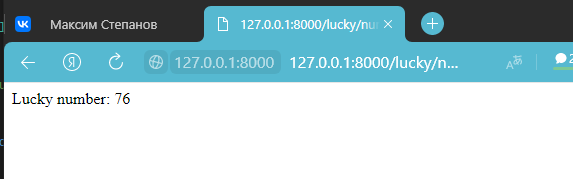 Максим Степанов
127.0.0.1:8000/lucky/nu
127.0.0.1:8000
127.0.0.1:8000/lucky/n...
2
Lucky number: 76